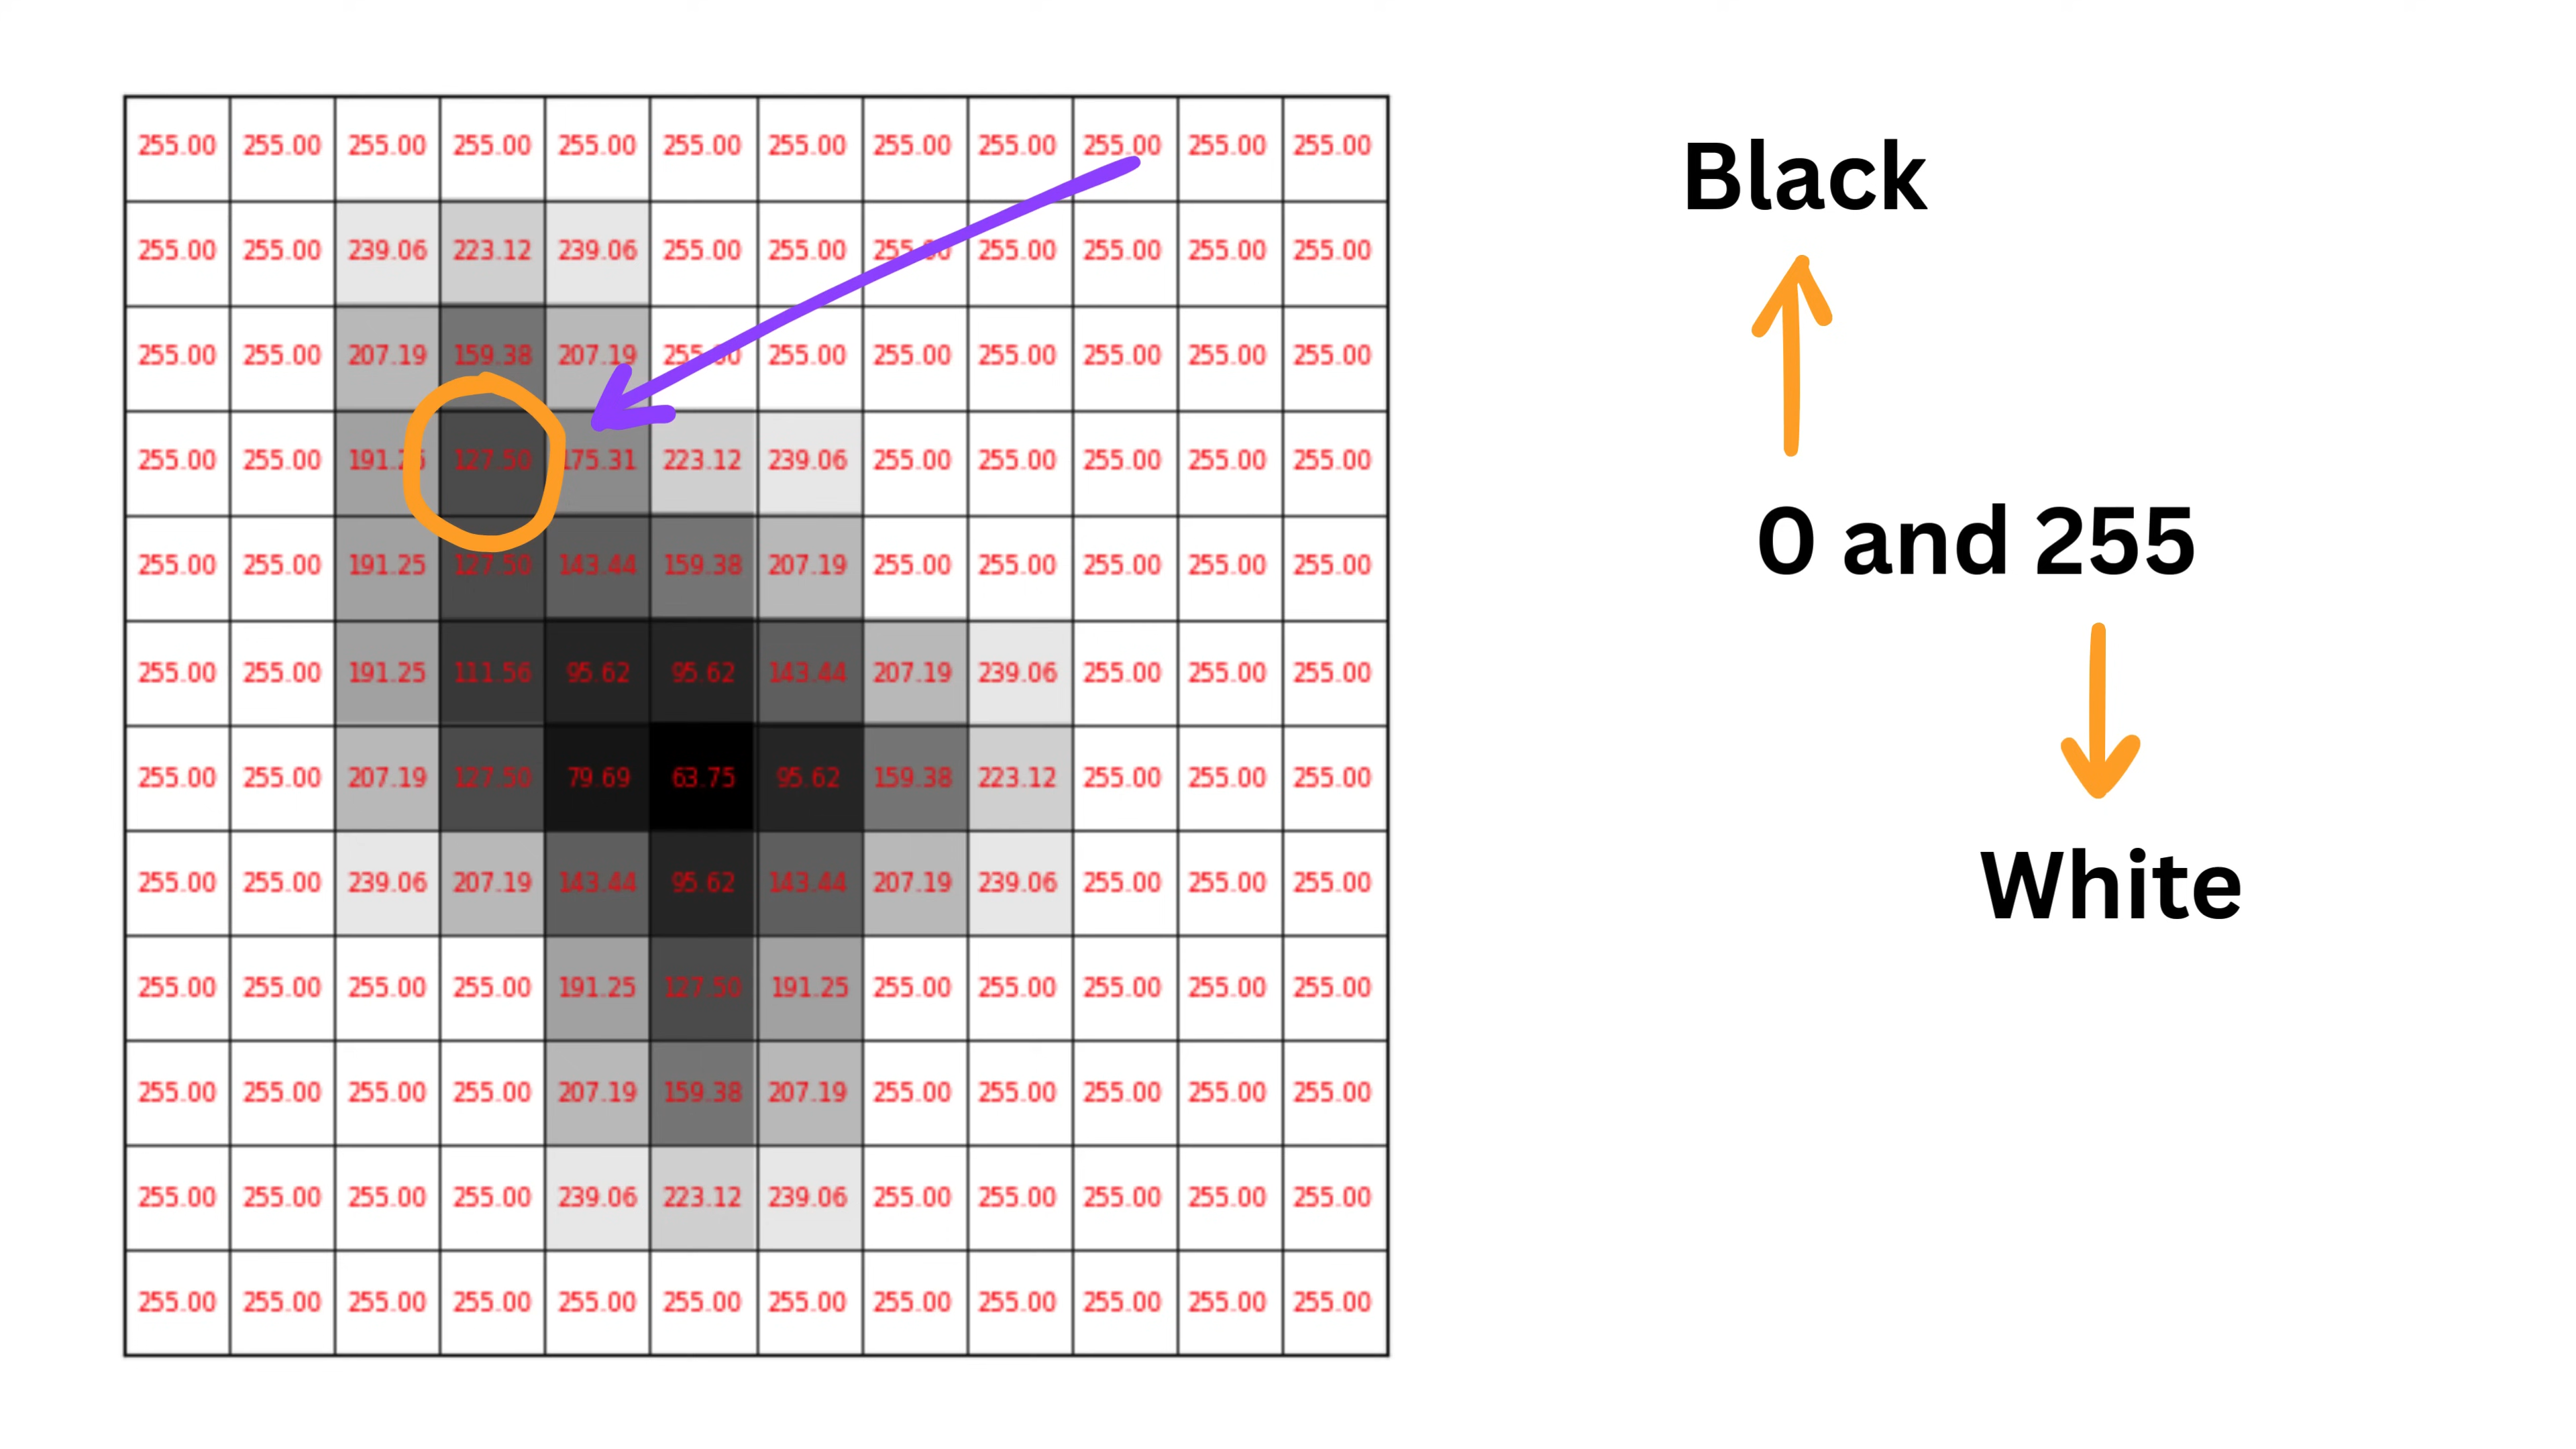 255.00 255.00 255.00 255.00 255.00 255.00 255.00 255.00 255.00 255.00 255.00 255.00
255.00 255.00 239.06 223.12 239.06 255.00 255.00 255.00 255.00 255.00 255.00 255.00
255.00 255.00 207.19 159.38 207.19 255.00 255.00 255.00 255.00 255.00 255.00 255.00
255.00 255.00 191.25 127.50 175.31 223.12 239.06 255.00 255.00 255.00 255.00 255.00
255.00 255.00 191.25 127.50 143.44 159.38 207.19 255.00 255.00 255.00 255.00 255.00
255.00 255.00 191.25 111.56 95.62 95.62 143.44 207.19 239.06 255.00 255.00 255.00
255.00 255.00 207.19 127.50 79.69 63.75 95.62 159.38 223.12 255.00 255.00 255.00
255.00 255.00 239.06 207.19 143.44 95.62 143.44 207.19 239.06 255.00 255.00 255.00
255.00 255.00 255.00 255.00 191.25 127.50 191.25 255.00 255.00 255.00 255.00 255.00
255.00 255.00 255.00 255.00 207.19 159.38 207.19 255.00 255.00 255.00 255.00 255.00
255.00 255.00 255.00 255.00 239.06 223.12 239.06 255.00 255.00 255.00 255.00 255.00
255.00 255.00 255.00 255.00 255.00 255.00 255.00 255.00 255.00 255.00 255.00 255.00
Black
0 and 255
White